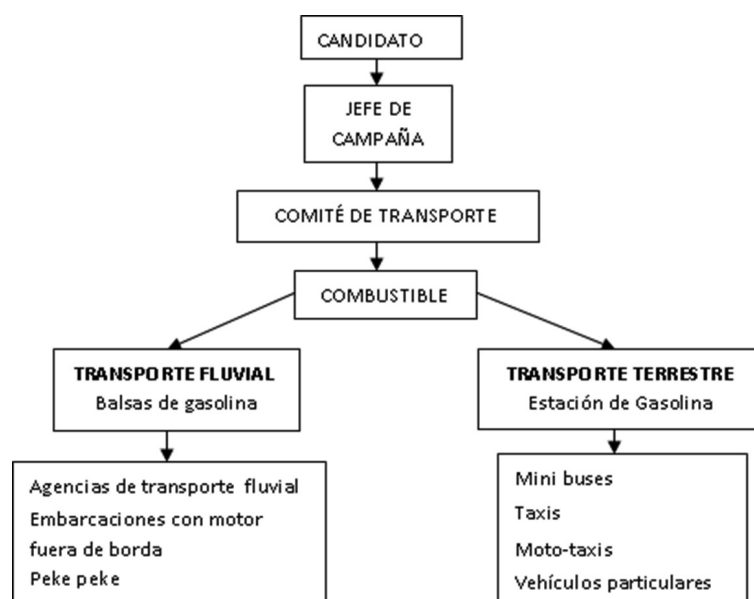 CANDIDATO
JEFE DE
CAMPAÑA
COMITÉ DE TRANSPORTE
COMBUSTIBLE
TRANSPORTE FLUVIAL
Balsas de gasolina
TRANSPORTE TERRESTRE
Estación de Gasolina
Agencias de transporte fluvial
Embarcaciones con motor
fuera de borda
Peke peke
Mini buses
Taxis
Moto-taxis
Vehículos particulares